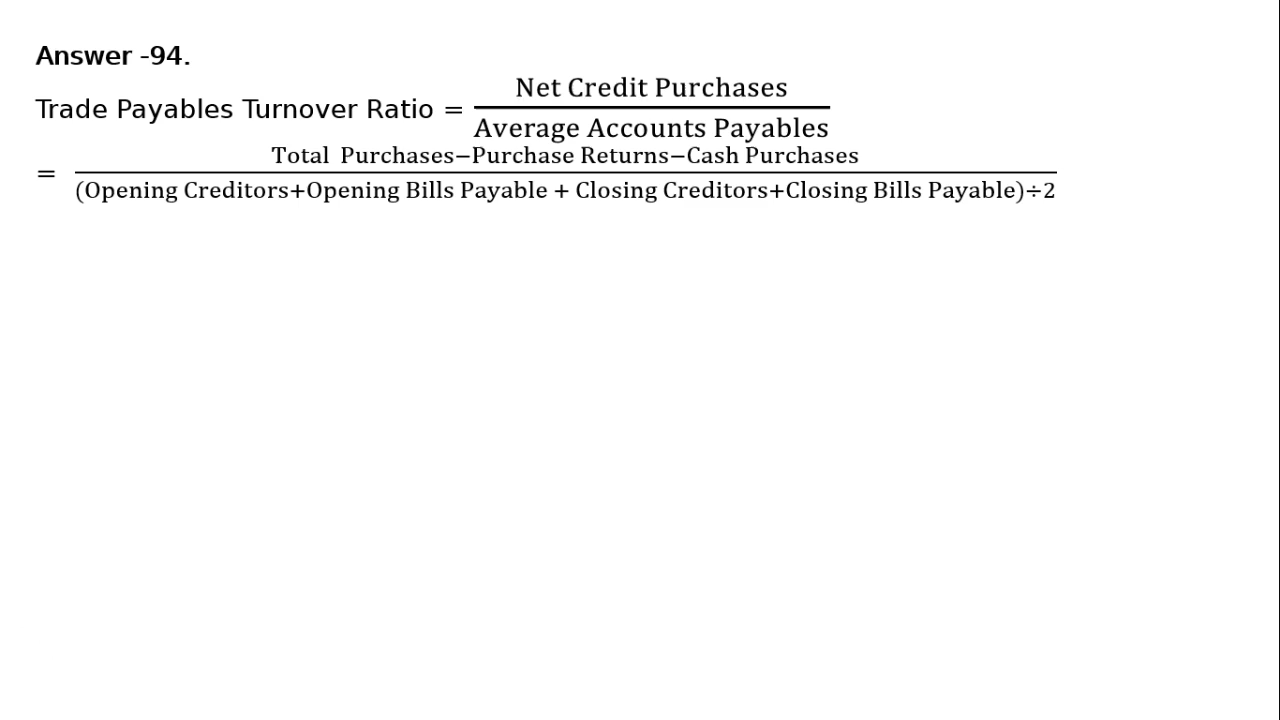 Answer -94.
Trade Payables Turnover Ratio = Net Credit Purchases / Average Accounts Payables
= Total Purchases−Purchase Returns−Cash Purchases / (Opening Creditors+Opening Bills Payable + Closing Creditors+Closing Bills Payable)÷2